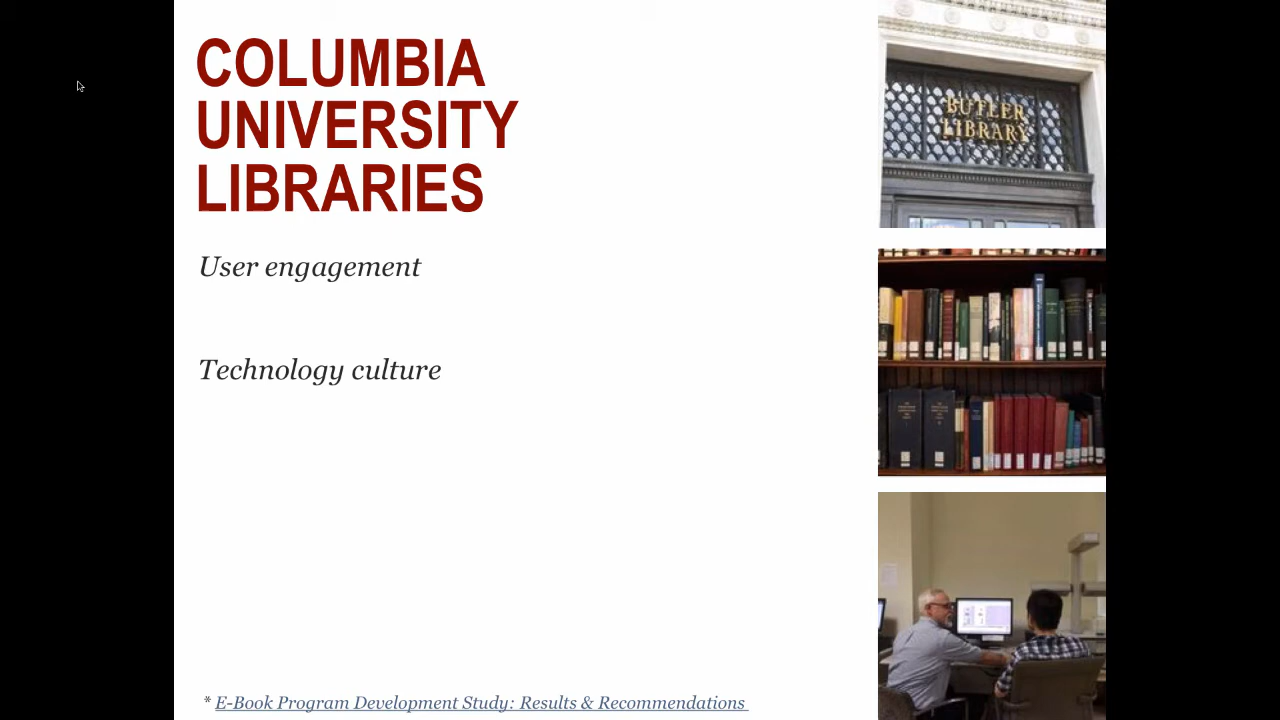 COLUMBIA
UNIVERSITY
LIBRARIES
User engagement
Technology culture
* E-Book Program Development Study: Results & Recommendations
BUTLER
LIBRARY